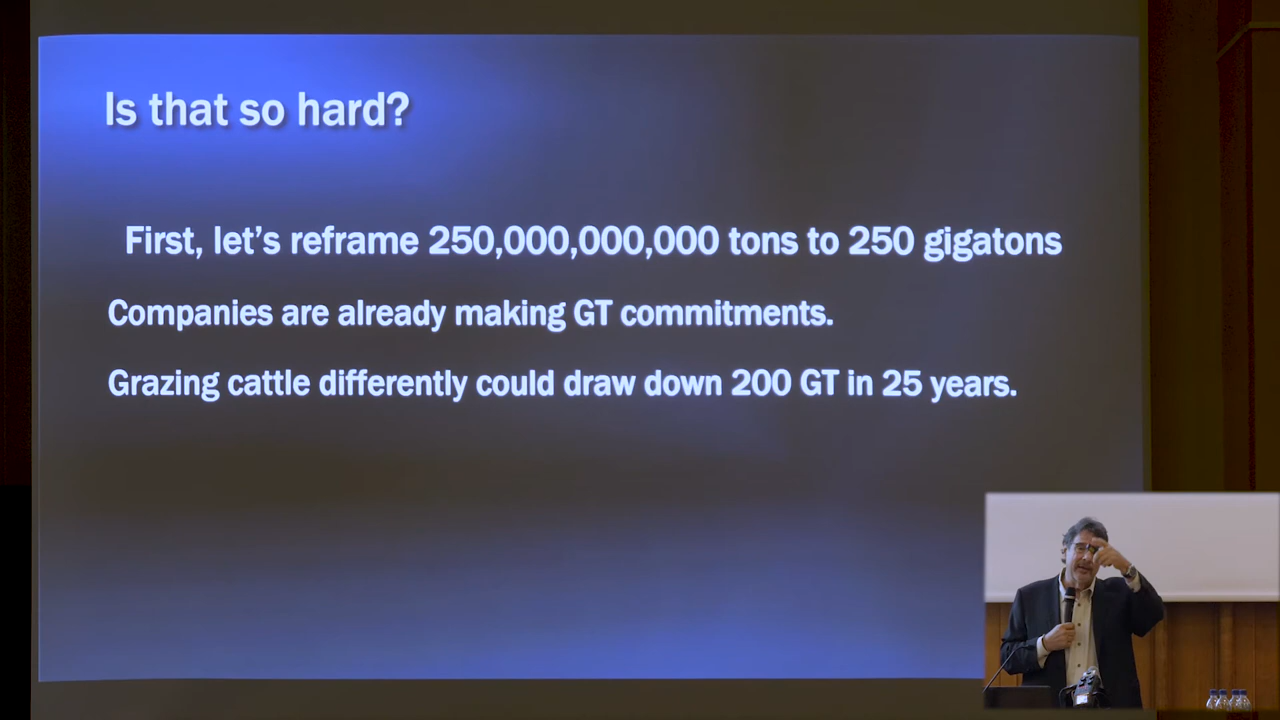 Is that so hard?
First, let's reframe 250,000,000,000 tons to 250 gigatons
Companies are already making GT commitments.
Grazing cattle differently could draw down 200 GT in 25 years.